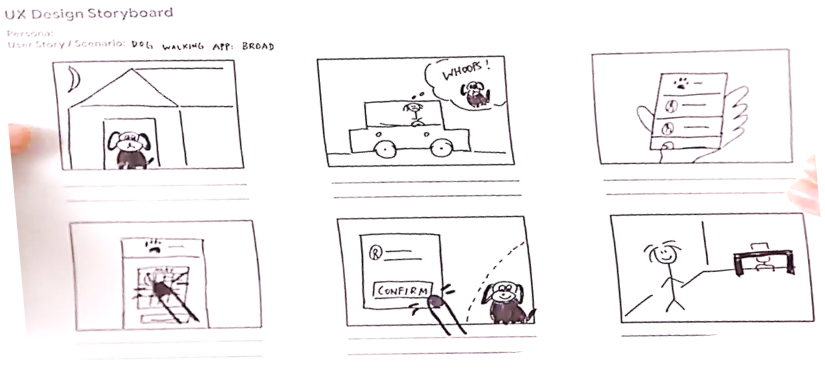 UX Design Storyboard
Persona:
User Story / Scenario: DOG WALKING APP: BROAD
WHOOPS!
R
CONFIRM